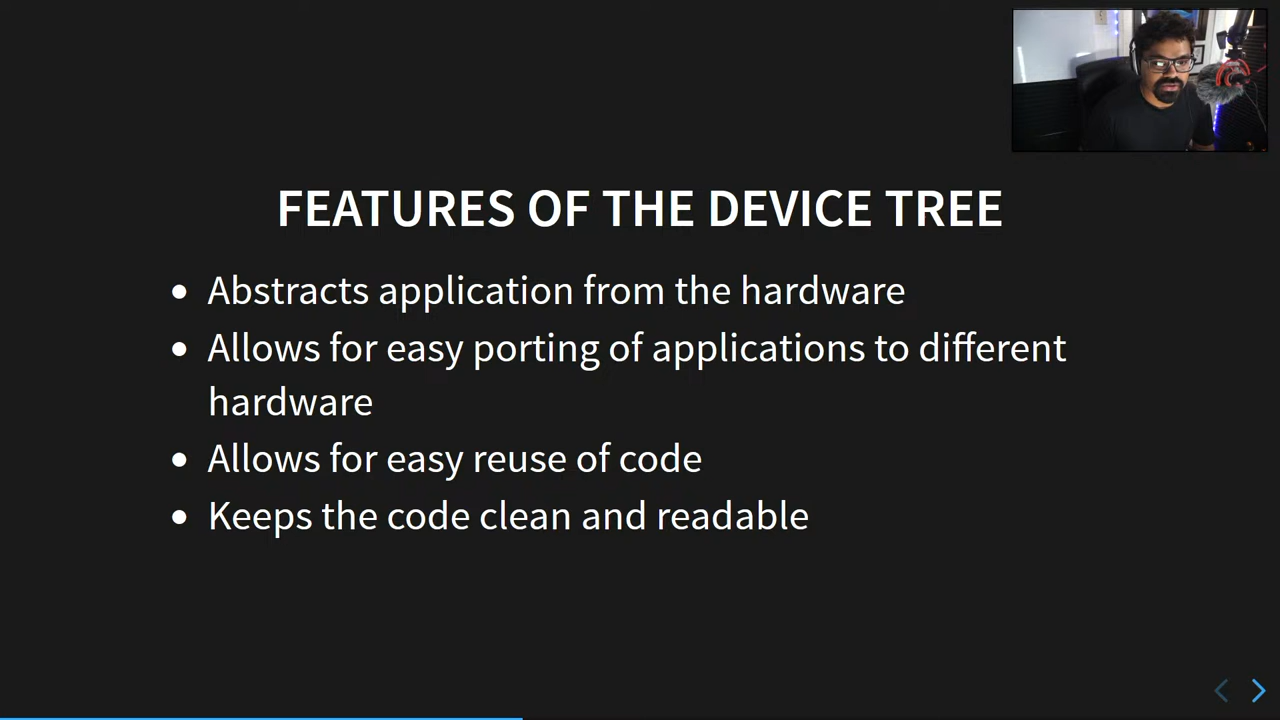 FEATURES OF THE DEVICE TREE
Abstracts application from the hardware
Allows for easy porting of applications to different
hardware
Allows for easy reuse of code
Keeps the code clean and readable